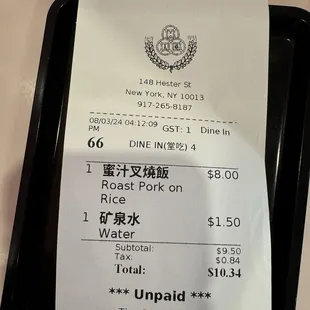 148 Hester St
New York, NY 10013
917-265-8187
08/03/24 04:12:09 GST: 1 Dine In
PM
66 DINE IN(堂吃) 4
1 蜜汁叉燒飯 $8.00
Roast Pork on
Rice
1 矿泉水 $1.50
Water
Subtotal: $9.50
Tax: $0.84
Total: $10.34
*** Unpaid ***